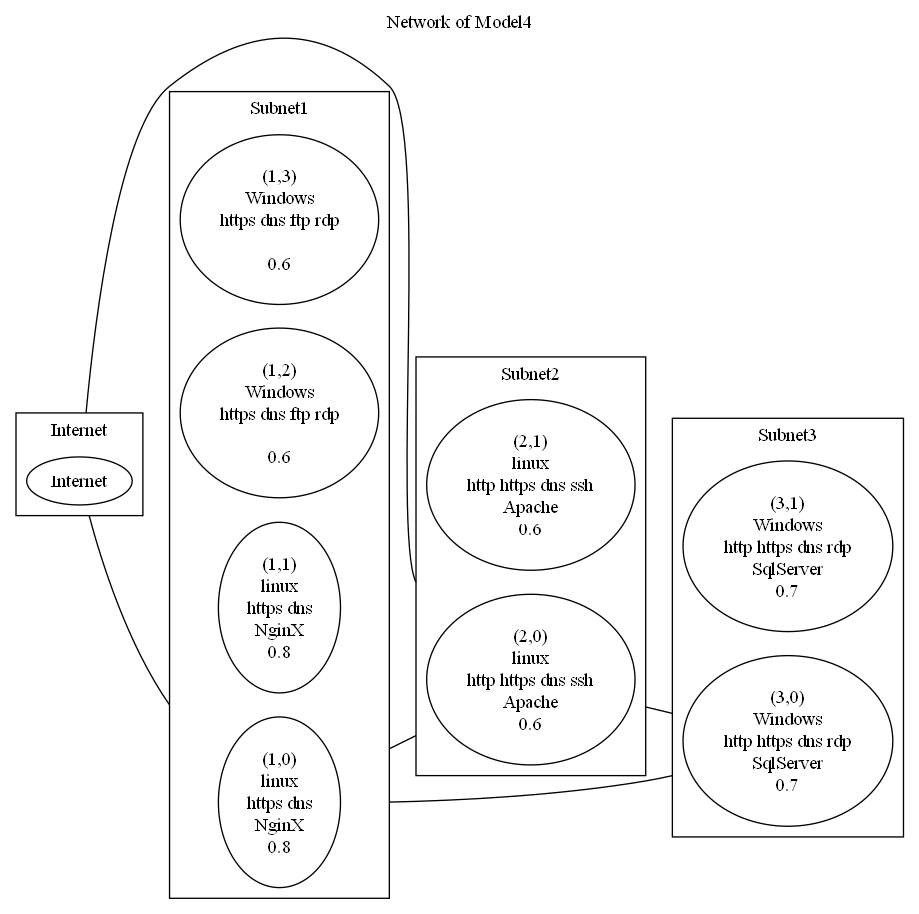 Network of Model4
Subnet1
(1,3)
Windows
https dns ftp rdp
0.6
(1,2)
Windows
https dns ftp rdp
0.6
(1,1)
linux
https dns
NginX
0.8
(1,0)
linux
https dns
NginX
0.8
Internet
Internet
Subnet2
(2,1)
linux
http https dns ssh
Apache
0.6
(2,0)
linux
http https dns ssh
Apache
0.6
Subnet3
(3,1)
Windows
http https dns rdp
SqlServer
0.7
(3,0)
Windows
http https dns rdp
SqlServer
0.7